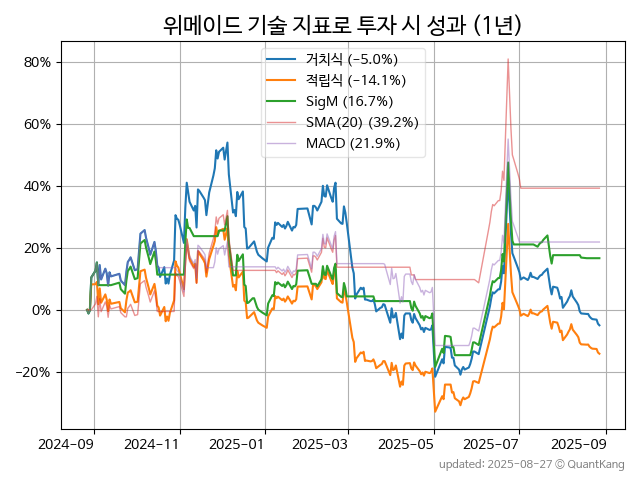 위메이드 기술 지표로 투자 시 성과 (1년)
거치식 (-5.0%)
적립식 (-14.1%)
SigM (16.7%)
SMA(20) (39.2%)
MACD (21.9%)
80%
60%
40%
20%
0%
-20%
2024-09 2024-11 2025-01 2025-03 2025-05 2025-07 2025-09
updated: 2025-08-27 © QuantKang